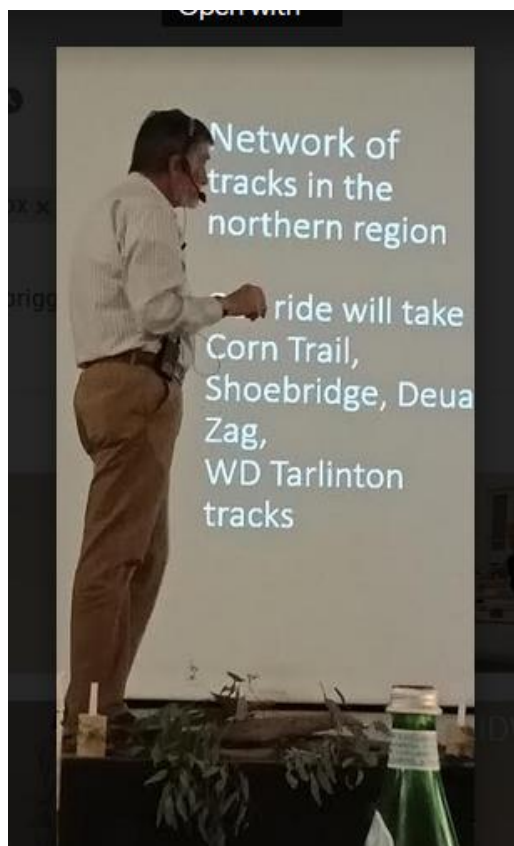 Open with
Network of
tracks in the
northern region
ride will take
Corn Trail,
Shoebridge, Deua
Zag,
WD Tarlinton
tracks